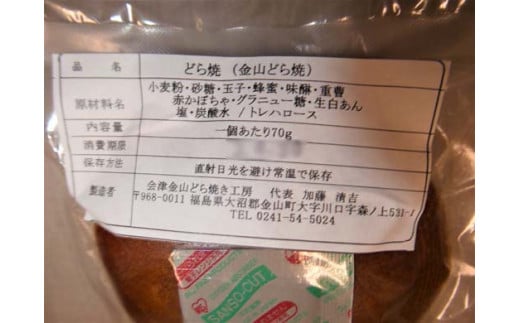 品名 どら焼 (金山どら焼)
原材料名 小麦粉・砂糖・玉子・蜂蜜・味醂・重曹
赤かぼちゃ・グラニュー糖・生白あん
塩・炭酸水 /トレハロース
内容量 一個あたり70g
消費期限
保存方法 直射日光を避け常温で保存
製造者 会津金山どら焼き工房 代表 加藤 清吉
〒968-0011 福島県大沼郡金山町大字川口字森ノ上531-1
TEL 0241-54-5024
SANSO-CUT